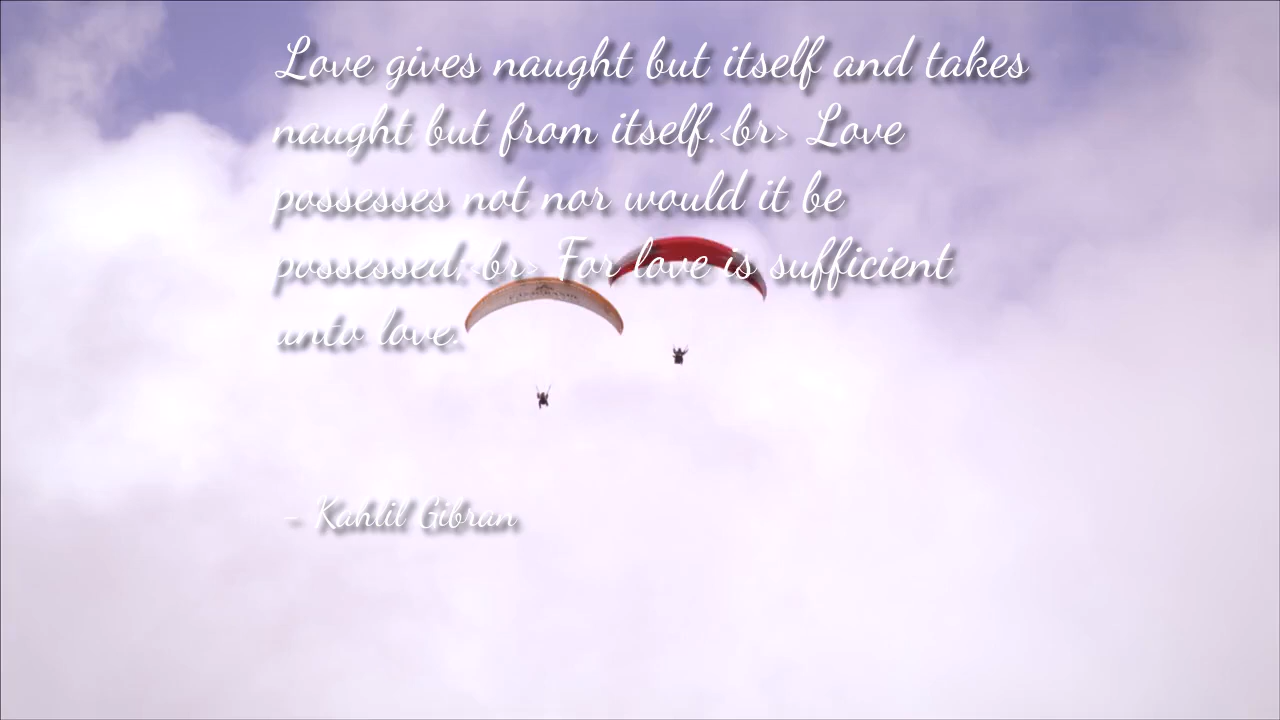 Love gives naught but itself and takes
naught but from itself.<br> Love
possesses not nor would it be
possessed;<br> For love is sufficient
unto love.
- Kahlil Gibran